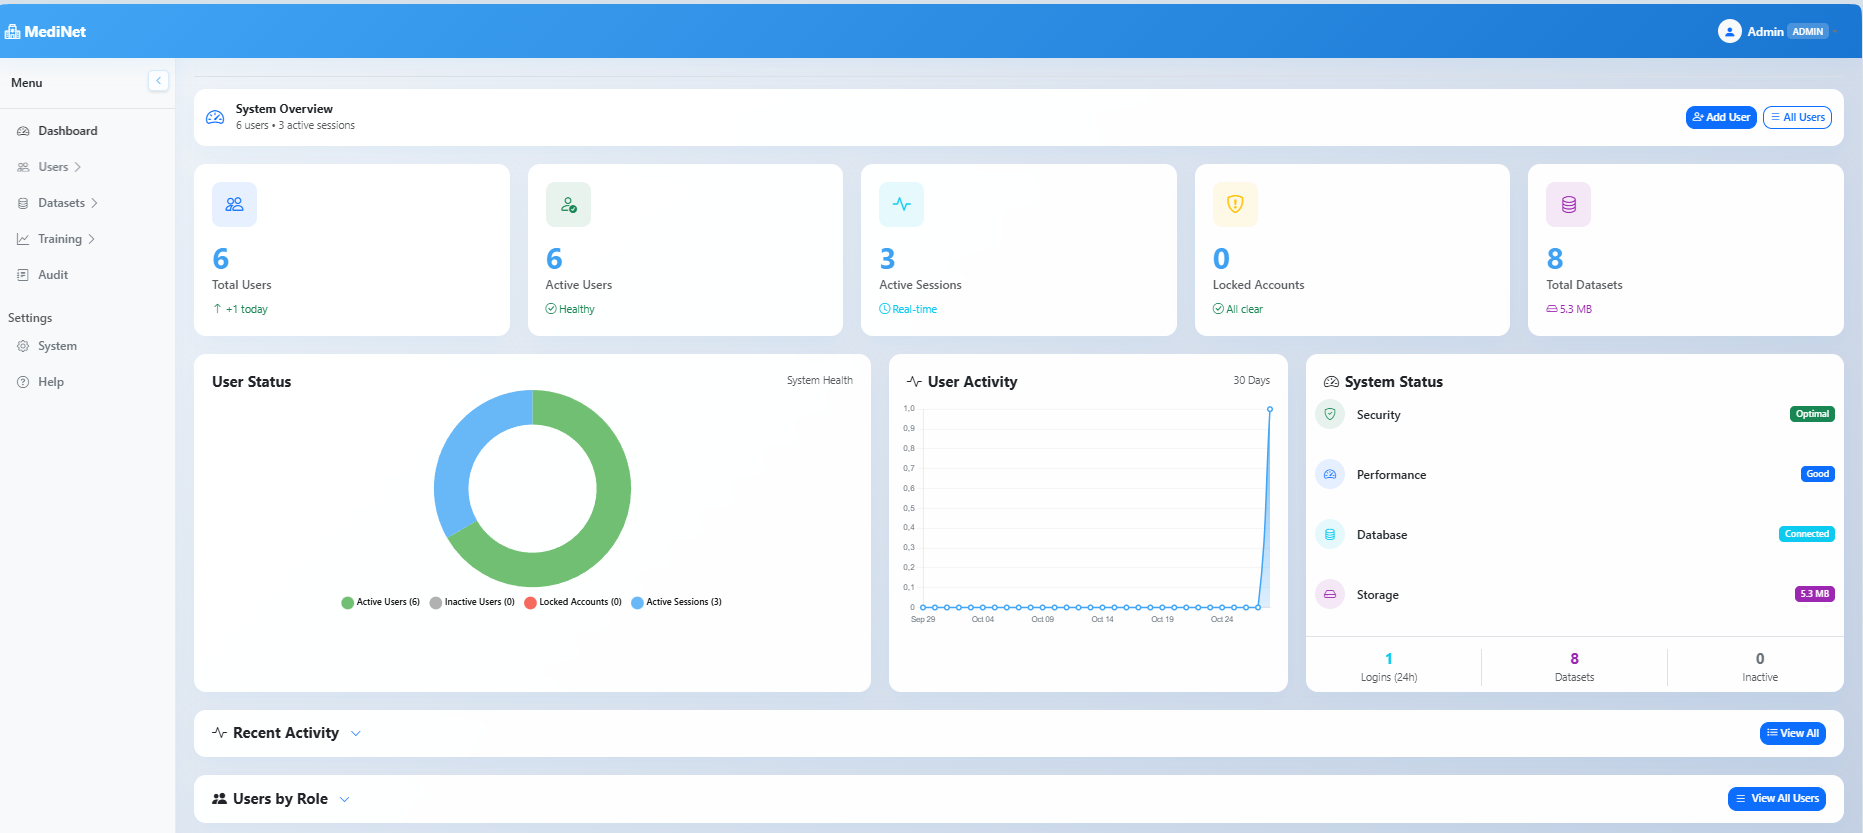 MediNet
Admin ADMIN
Menu
Dashboard
Users
Datasets
Training
Audit
Settings
System
Help
System Overview
6 users • 3 active sessions
Add User
All Users
6
Total Users
+1 today
6
Active Users
Healthy
3
Active Sessions
Real-time
0
Locked Accounts
All clear
8
Total Datasets
5.3 MB
User Status
System Health
Active Users (6) Inactive Users (0) Locked Accounts (0) Active Sessions (3)
User Activity
30 Days
1,0
0,9
0,8
0,7
0,6
0,5
0,4
0,3
0,2
0,1
0
Sep 29 Oct 04 Oct 09 Oct 14 Oct 19 Oct 24
System Status
Security Optimal
Performance Good
Database Connected
Storage 5.3 MB
1
Logins (24h)
8
Datasets
0
Inactive
Recent Activity
View All
Users by Role
View All Users